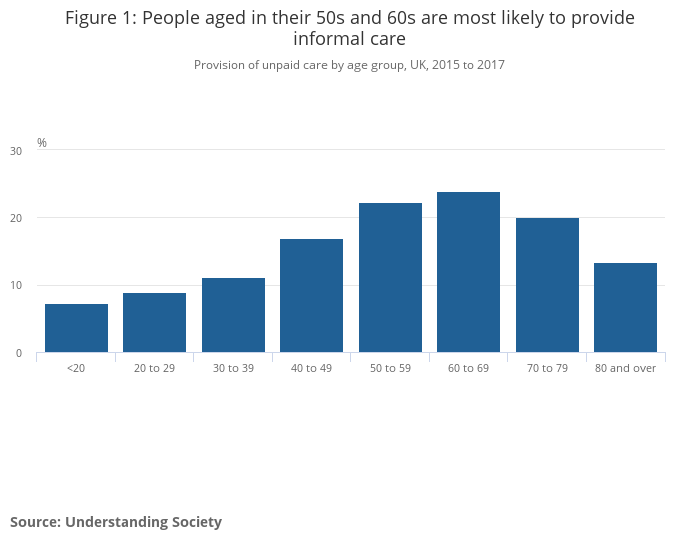 Figure 1: People aged in their 50s and 60s are most likely to provide
informal care
Provision of unpaid care by age group, UK, 2015 to 2017
%
30
20
10
0
<20 20 to 29 30 to 39 40 to 49 50 to 59 60 to 69 70 to 79 80 and over
Source: Understanding Society